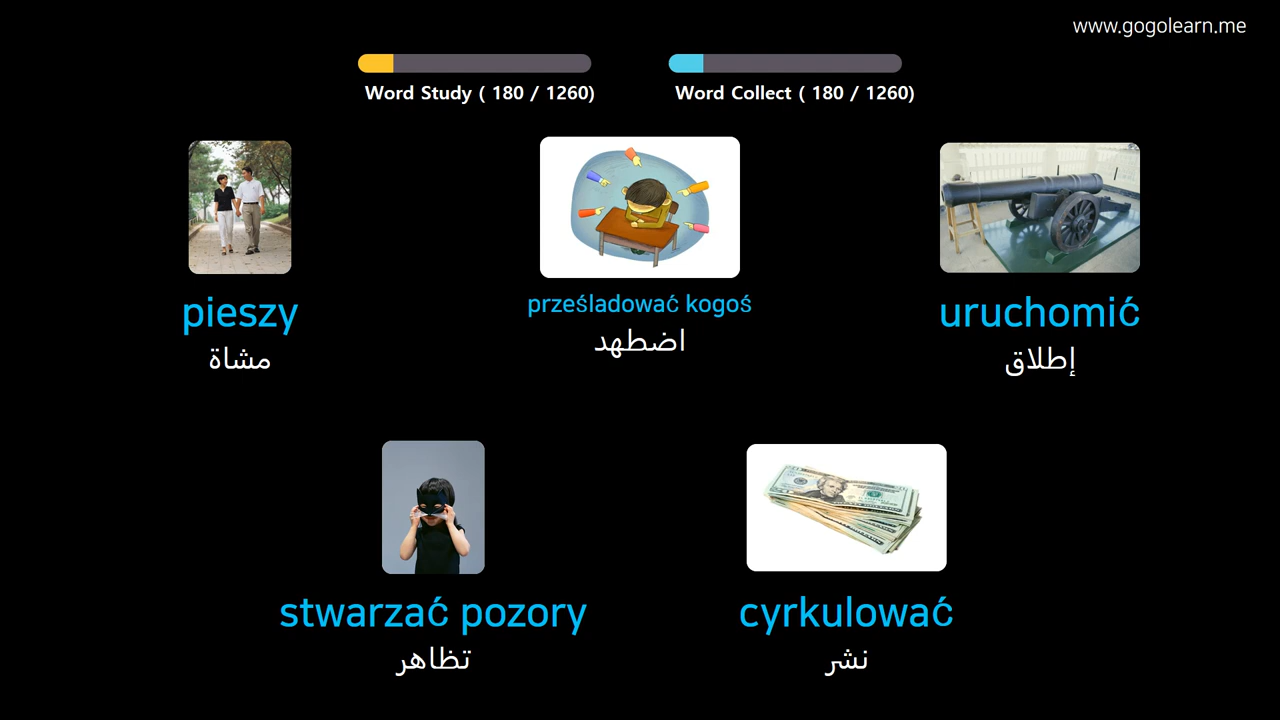 www.gogolearn.me
Word Study ( 180 / 1260)
Word Collect ( 180 / 1260)
pieszy
مشاة
prześladować kogoś
اضطهد
uruchomić
إطلاق
stwarzać pozory
تظاهر
cyrkulować
نشر